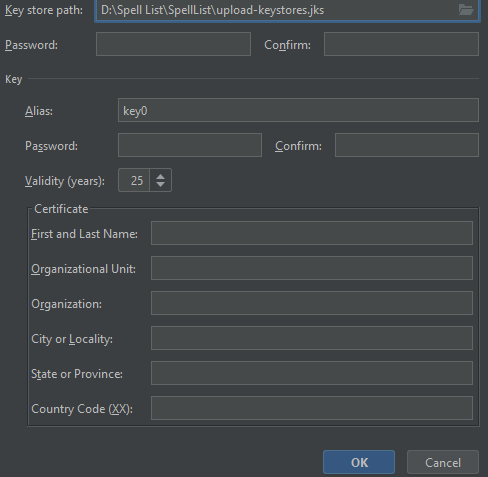 Key store path: D:\Spell List\SpellList\upload-keystores.jks
Password: Confirm:
Key
Alias: key0
Password: Confirm:
Validity (years): 25
Certificate
First and Last Name:
Organizational Unit:
Organization:
City or Locality:
State or Province:
Country Code (XX):
OK Cancel